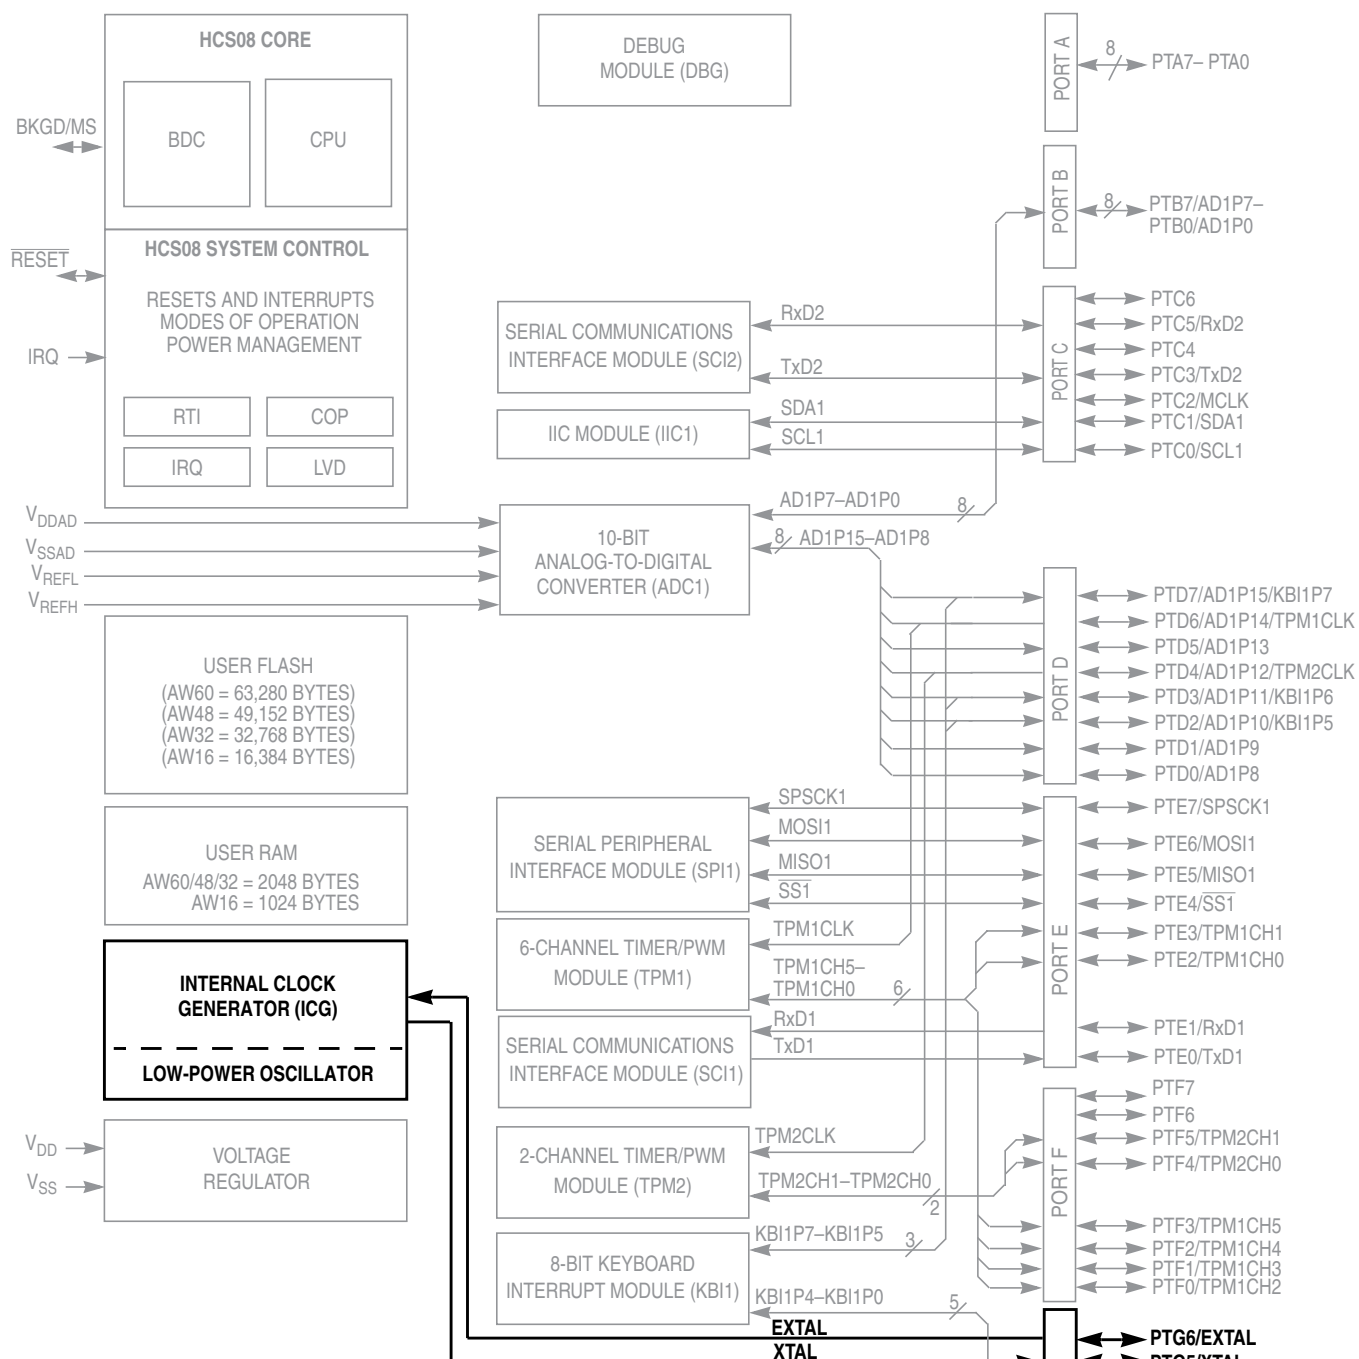 HCS08 CORE
BDC
CPU
BKGD/MS
HCS08 SYSTEM CONTROL
RESETS AND INTERRUPTS
MODES OF OPERATION
POWER MANAGEMENT
RESET
IRQ
RTI
COP
IRQ
LVD
VDDAD
VSSAD
VREFL
VREFH
USER FLASH
(AW60 = 63,280 BYTES)
(AW48 = 49,152 BYTES)
(AW32 = 32,768 BYTES)
(AW16 = 16,384 BYTES)
USER RAM
AW60/48/32 = 2048 BYTES
AW16 = 1024 BYTES
INTERNAL CLOCK
GENERATOR (ICG)
LOW-POWER OSCILLATOR
VDD
VSS
VOLTAGE
REGULATOR
DEBUG
MODULE (DBG)
SERIAL COMMUNICATIONS
INTERFACE MODULE (SCI2)
RxD2
TxD2
IIC MODULE (IIC1)
SDA1
SCL1
10-BIT
ANALOG-TO-DIGITAL
CONVERTER (ADC1)
AD1P7–AD1P0
8
8
AD1P15–AD1P8
SERIAL PERIPHERAL
INTERFACE MODULE (SPI1)
SPSCK1
MOSI1
MISO1
SS1
6-CHANNEL TIMER/PWM
MODULE (TPM1)
TPM1CLK
TPM1CH5–
TPM1CH0
6
SERIAL COMMUNICATIONS
INTERFACE MODULE (SCI1)
RxD1
TxD1
2-CHANNEL TIMER/PWM
MODULE (TPM2)
TPM2CLK
TPM2CH1–TPM2CH0
2
8-BIT KEYBOARD
INTERRUPT MODULE (KBI1)
KBI1P7–KBI1P5
3
KBI1P4–KBI1P0
5
EXTAL
XTAL
PORT A
8
PTA7– PTA0
PORT B
8
PTB7/AD1P7–
PTB0/AD1P0
PORT C
PTC6
PTC5/RxD2
PTC4
PTC3/TxD2
PTC2/MCLK
PTC1/SDA1
PTC0/SCL1
PORT D
PTD7/AD1P15/KBI1P7
PTD6/AD1P14/TPM1CLK
PTD5/AD1P13
PTD4/AD1P12/TPM2CLK
PTD3/AD1P11/KBI1P6
PTD2/AD1P10/KBI1P5
PTD1/AD1P9
PTD0/AD1P8
PORT E
PTE7/SPSCK1
PTE6/MOSI1
PTE5/MISO1
PTE4/SS1
PTE3/TPM1CH1
PTE2/TPM1CH0
PTE1/RxD1
PTE0/TxD1
PORT F
PTF7
PTF6
PTF5/TPM2CH1
PTF4/TPM2CH0
PTF3/TPM1CH5
PTF2/TPM1CH4
PTF1/TPM1CH3
PTF0/TPM1CH2
PTG6/EXTAL
PTG5/XTAL